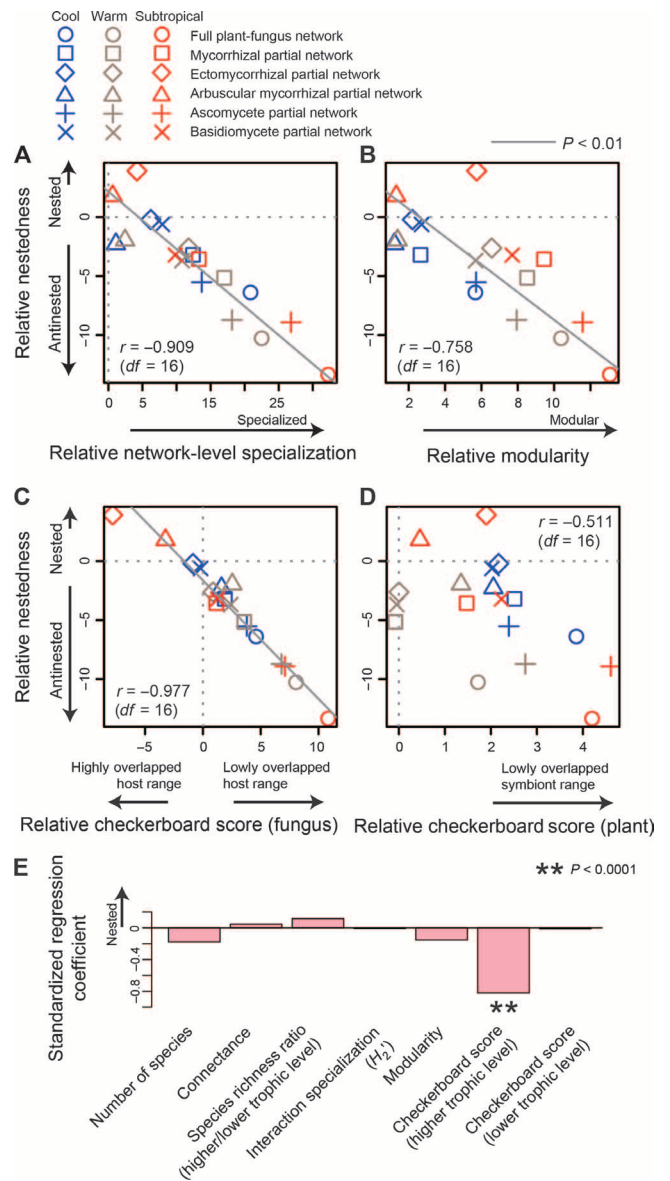 Cool Warm Subtropical
Full plant-fungus network
Mycorrhizal partial network
Ectomycorrhizal partial network
Arbuscular mycorrhizal partial network
Ascomycete partial network
Basidiomycete partial network
P < 0.01
A
Relative nestedness
Nested
Antinested
0
-5
-10
r = –0.909
(df = 16)
0 5 15 25
Specialized
Relative network-level specialization
B
0
-5
-10
r = –0.758
(df = 16)
2 4 6 8 10
Modular
Relative modularity
C
Relative nestedness
Nested
Antinested
0
-5
-10
r = –0.977
(df = 16)
-5 0 5 10
Highly overlapped
host range
Lowly overlapped
host range
Relative checkerboard score (fungus)
D
r = –0.511
(df = 16)
0
-5
-10
0 1 2 3 4
Lowly overlapped
symbiont range
Relative checkerboard score (plant)
E
** P < 0.0001
Standardized regression
coefficient
Nested
0
-0.4
-0.8
**
Number of species
Connectance
Species richness ratio
(higher/lower trophic level)
Interaction specialization
(H2')
Modularity
Checkerboard score
(higher trophic level)
Checkerboard score
(lower trophic level)